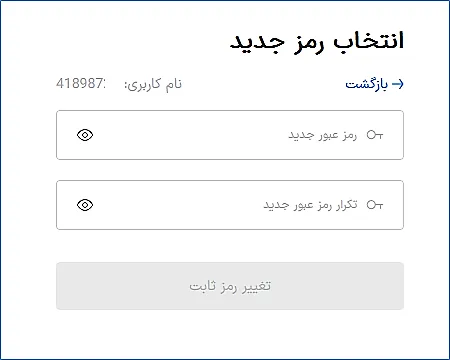 انتخاب رمز جدید
بازگشت
نام کاربری: 418987
رمز عبور جدید
تکرار رمز عبور جدید
تغییر رمز ثابت